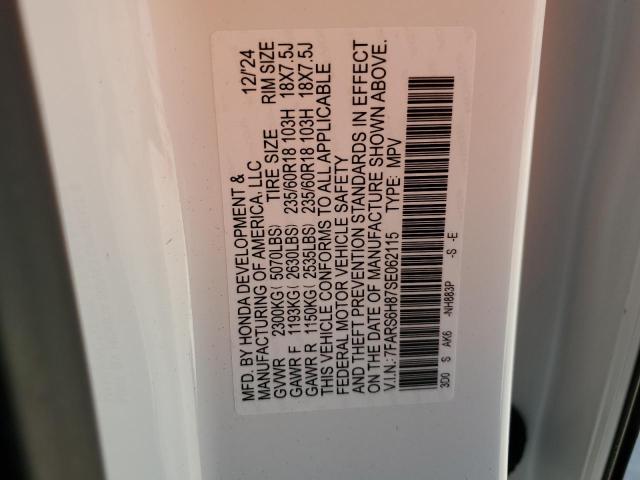 MFD. BY HONDA DEVELOPMENT &
MANUFACTURING OF AMERICA, LLC 12/'24
GVWR 2300KG( 5070LBS) TIRE SIZE RIM SIZE
GAWR F 1193KG( 2630LBS) 235/60R18 103H 18X7.5J
GAWR R 1150KG( 2535LBS) 235/60R18 103H 18X7.5J
THIS VEHICLE CONFORMS TO ALL APPLICABLE
FEDERAL MOTOR VEHICLE SAFETY
AND THEFT PREVENTION STANDARDS IN EFFECT
ON THE DATE OF MANUFACTURE SHOWN ABOVE.
V.I.N.: 7FARS6H87SE062115 TYPE: MPV
3D0 S AK6 -NH883P -S -E